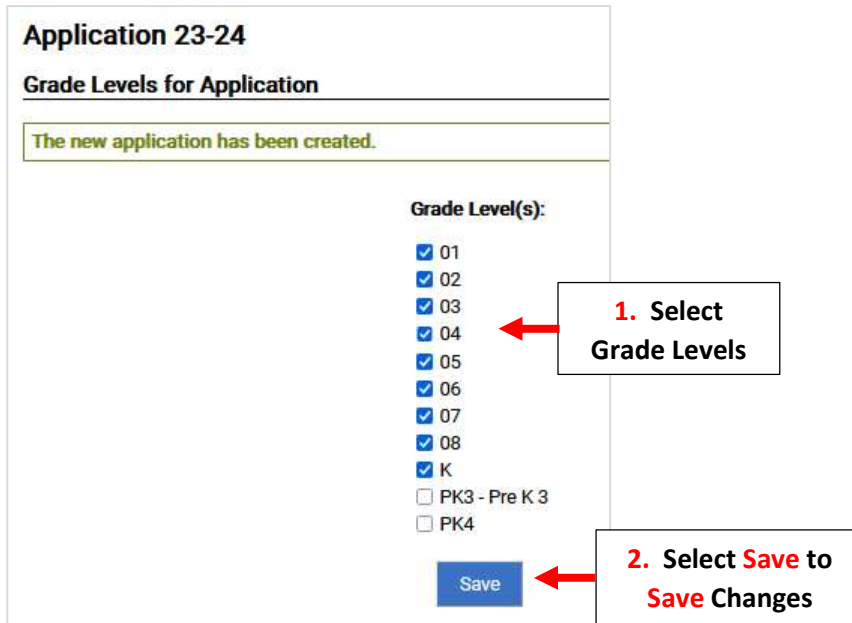 Application 23-24
Grade Levels for Application
The new application has been created.
Grade Level(s):
01
02
03
04
05
06
07
08
K
PK3 - Pre K 3
PK4
Save
1. Select
Grade Levels
2. Select Save to
Save Changes